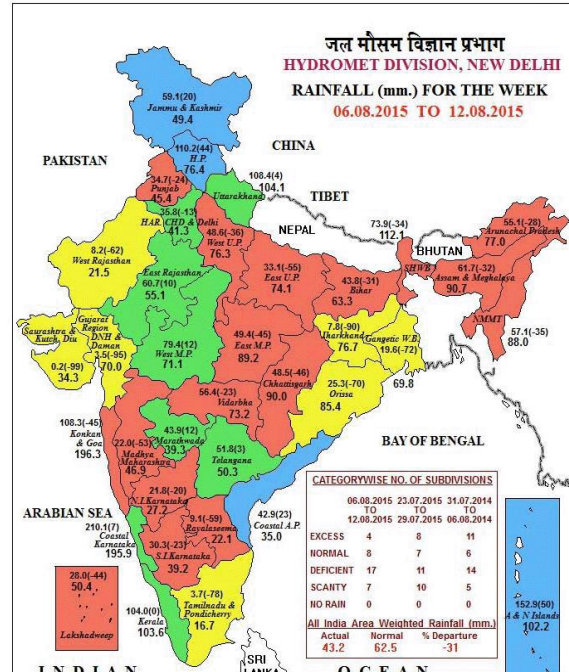 जल मौसम विज्ञान प्रभाग
HYDROMET DIVISION, NEW DELHI
RAINFALL (mm.) FOR THE WEEK
06.08.2015 TO 12.08.2015
59.1(20)
Jammu & Kashmir
49.4
110.2(44)
H.P.
76.4
CHINA
PAKISTAN
34.7(-24)
Punjab
45.4
108.4(4)
104.1
Uttarakhand
TIBET
35.8(-13)
HAR. CHD & Delhi
41.3
48.6(-36)
West U.P.
76.3
NEPAL
73.9(-34)
112.1
BHUTAN
55.1(-28)
Arunachal Pradesh
77.0
8.2(-62)
West Rajasthan
21.5
East Rajasthan
60.7(10)
55.1
33.1(-55)
East U.P.
74.1
43.8(-31)
Bihar
63.3
SHWB
61.7(-32)
Assam & Meghalaya
90.7
NMMT
57.1(-35)
88.0
Gujarat
Region
DNH &
Daman
3.5(-95)
70.0
Saurashtra &
Kutch, Diu
0.2(-99)
34.3
79.4(12)
West M.P.
71.1
49.4(-45)
East M.P.
89.2
7.8(-90)
Jharkhand
76.7
Gangetic W.B.
19.6(-72)
69.8
48.5(-46)
Chhattisgarh
90.0
25.3(-70)
Orissa
85.4
56.4(-23)
Vidarbha
73.2
108.3(-45)
Konkan
& Goa
196.3
22.0(-53)
Madhya
Maharashtra
46.9
43.9(12)
Marathwada
39.3
51.8(3)
Telangana
50.3
BAY OF BENGAL
ARABIAN SEA
21.8(-20)
N.I.Karnataka
27.2
9.1(-59)
Rayalaseema
22.1
42.9(23)
Coastal A.P.
35.0
210.1(7)
Coastal
Karnataka
195.9
30.3(-23)
S.I.Karnataka
39.2
28.0(-44)
50.4
Lakshadweep
104.0(0)
Kerala
103.6
3.7(-78)
Tamilnadu &
Pondicherry
16.7
CATEGORYWISE NO. OF SUBDIVISIONS
06.08.2015 23.07.2015 31.07.2014
TO TO TO
12.08.2015 29.07.2015 06.08.2014
EXCESS 4 8 11
NORMAL 8 7 6
DEFICIENT 17 11 14
SCANTY 7 10 5
NO RAIN 0 0 0
All India Area Weighted Rainfall (mm.)
Actual Normal % Departure
43.2 62.5 -31
152.9(50)
A & N Islands
102.2
SRI
LANKA
INDIAN OCEAN